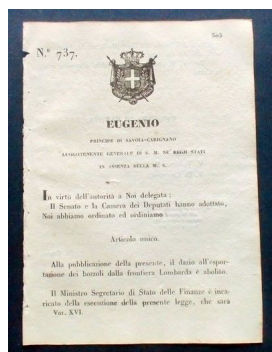 505
N.° 737.
EUGENIO
PRINCIPE DI SAVOIA-CARIGNANO
LUOGOTENENTE GENERALE DI S. M. NE' REGII STATI
IN ASSENZA DELLA M. S.
In virtù dell'autorità a Noi delegata:
Il Senato e la Camera dei Deputati hanno adottato,
Noi abbiamo ordinato ed ordiniamo
Articolo unico.
Alla pubblicazione della presente, il dazio all'espor-
tazione dei bozzoli dalla frontiera Lombarda è abolito.
Il Ministro Segretario di Stato delle Finanze è inca-
ricato della esecuzione della presente legge, che sarà
Vol. XVI.